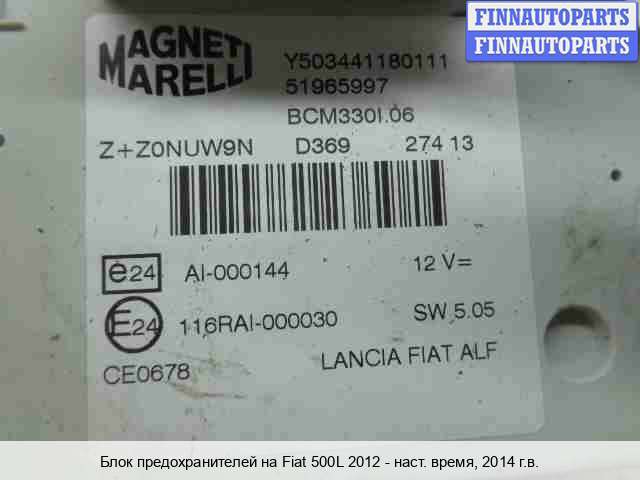 FINNAUTOPARTS
FINNAUTOPARTS
MAGNETI
MARELLI
Y503441180111
51965997
BCM330I.06
Z+Z0NUW9N D369 274 13
e24 AI-000144 12 V=
E24 116RAI-000030 SW 5.05
CE0678 LANCIA FIAT ALF
Блок предохранителей на Fiat 500L 2012 - наст. время, 2014 г.в.